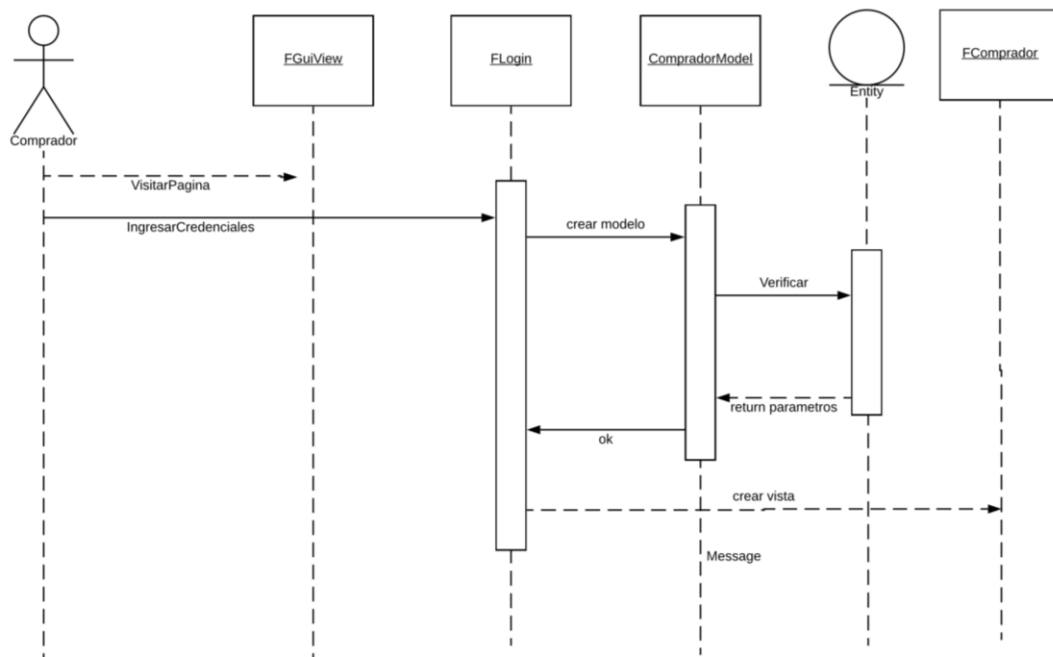 FGuiView
FLogin
CompradorModel
Entity
FComprador
Comprador
VisitarPagina
IngresarCredenciales
crear modelo
Verificar
return parametros
ok
crear vista
Message